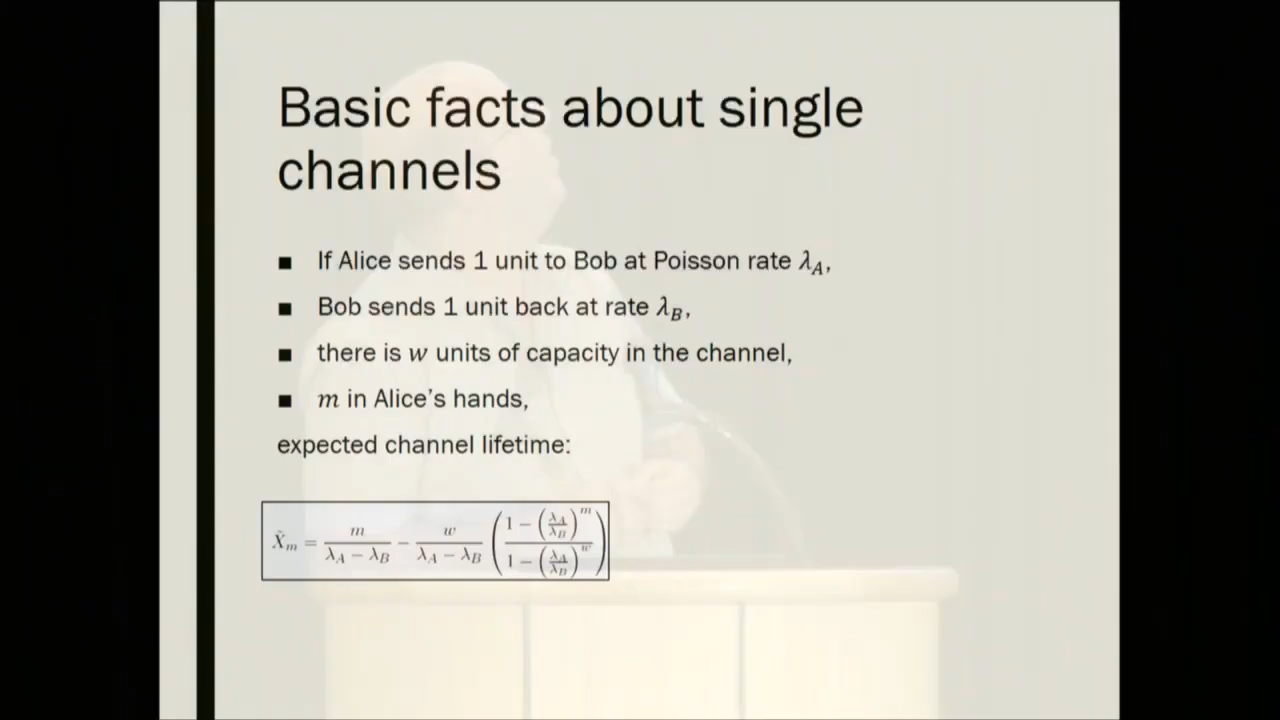 Basic facts about single
channels
■ If Alice sends 1 unit to Bob at Poisson rate λ_A,
■ Bob sends 1 unit back at rate λ_B,
■ there is w units of capacity in the channel,
■ m in Alice's hands,
expected channel lifetime:
X̃_m = m/(λ_A − λ_B) − w/(λ_A − λ_B) ((1 − (λ_A/λ_B)^m)/(1 − (λ_A/λ_B)^w))